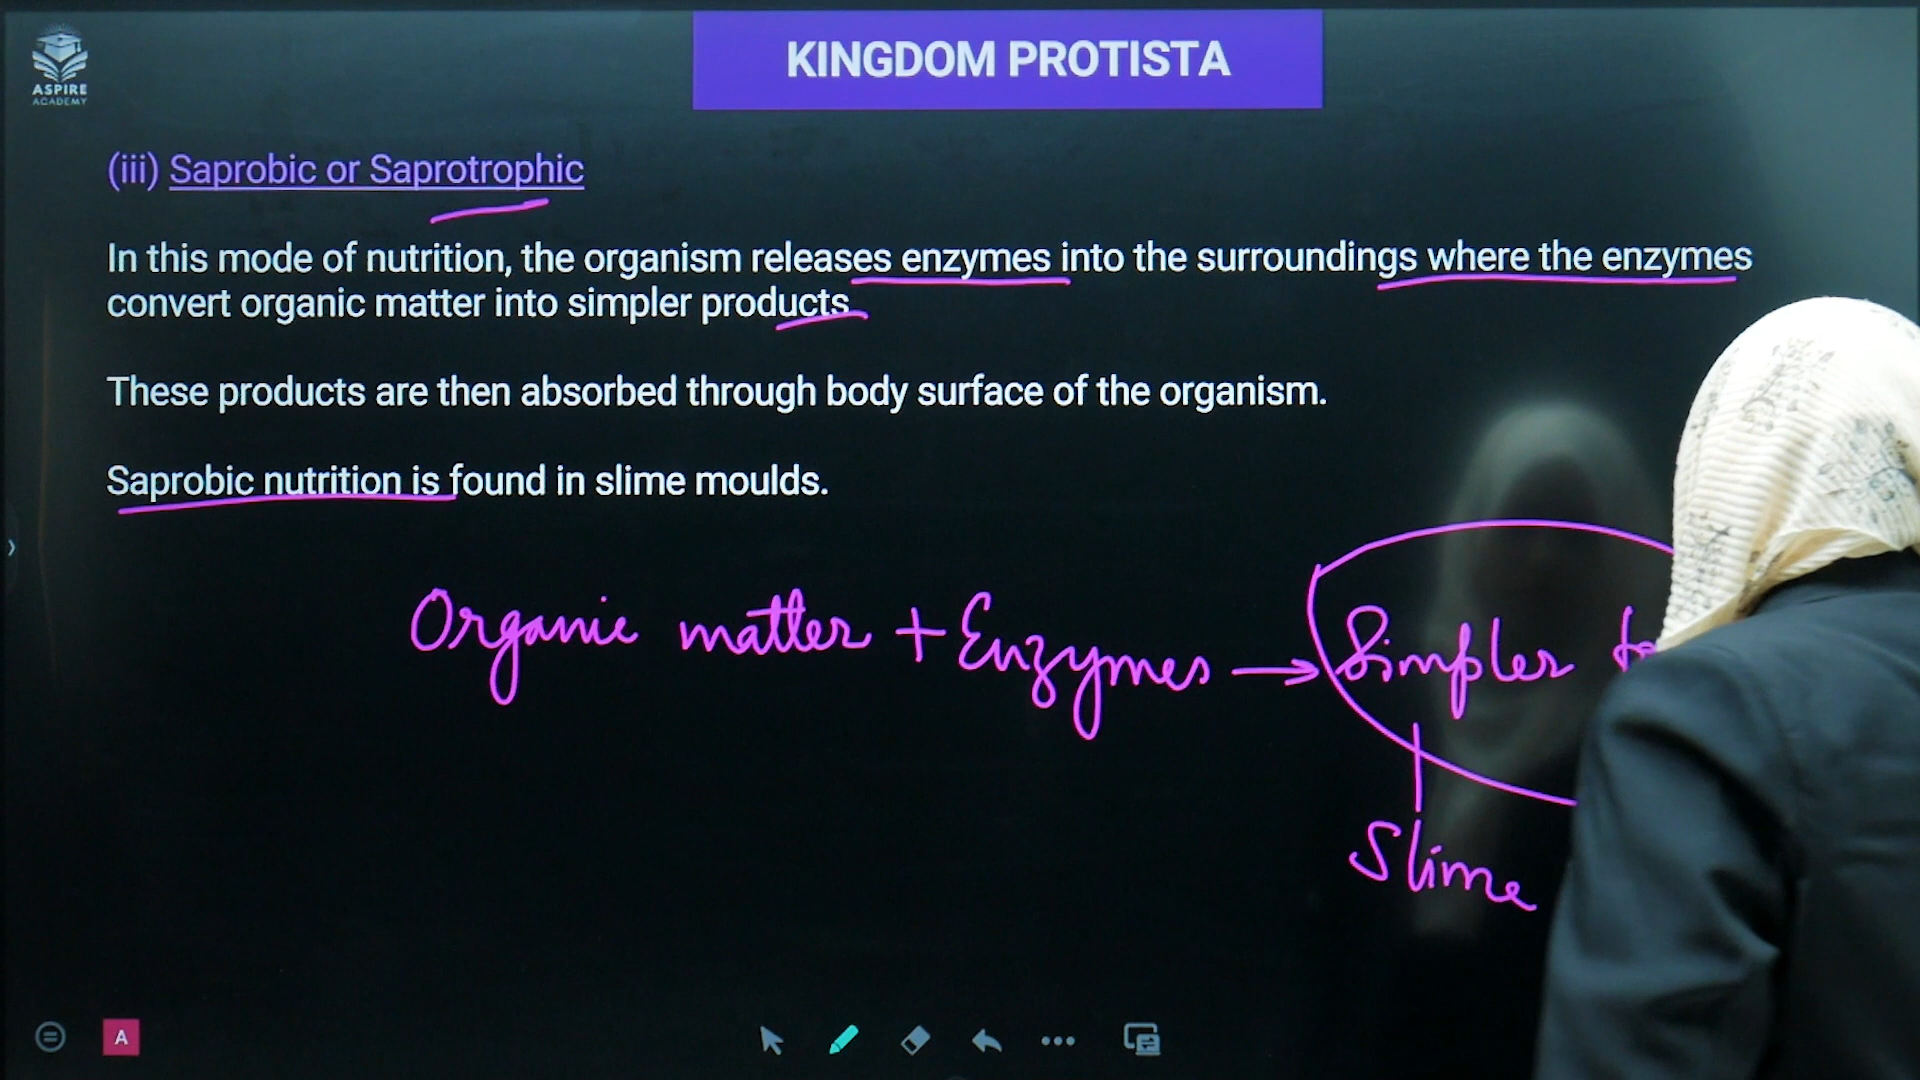 ASPIRE
ACADEMY
KINGDOM PROTISTA
(iii) Saprobic or Saprotrophic
In this mode of nutrition, the organism releases enzymes into the surroundings where the enzymes
convert organic matter into simpler products
These products are then absorbed through body surface of the organism.
Saprobic nutrition is found in slime moulds.
Organic matter + Enzymes → Simpler
Slime
A